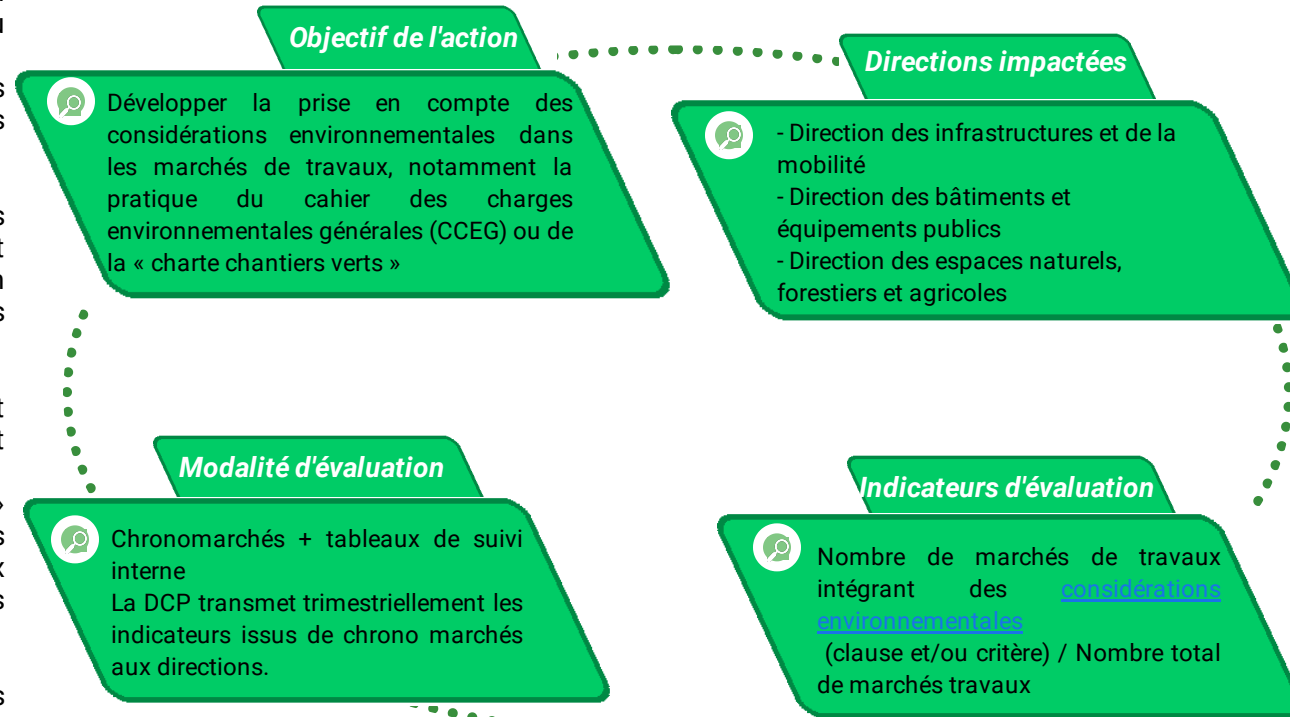 Objectif de l'action
Développer la prise en compte des
considérations environnementales dans
les marchés de travaux, notamment la
pratique du cahier des charges
environnementales générales (CCEG) ou de
la « charte chantiers verts »
Directions impactées
- Direction des infrastructures et de la
mobilité
- Direction des bâtiments et
équipements publics
- Direction des espaces naturels,
forestiers et agricoles
Modalité d'évaluation
Chronomarchés + tableaux de suivi
interne
La DCP transmet trimestriellement les
indicateurs issus de chrono marchés
aux directions.
Indicateurs d'évaluation
Nombre de marchés de travaux
intégrant des considérations
environnementales
(clause et/ou critère) / Nombre total
de marchés travaux